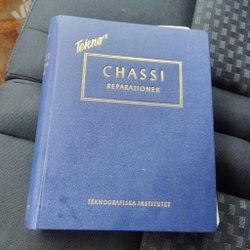 Tekno's
CHASSI
REPARATIONER
TEKNOGRAFISKA INSTITUTET